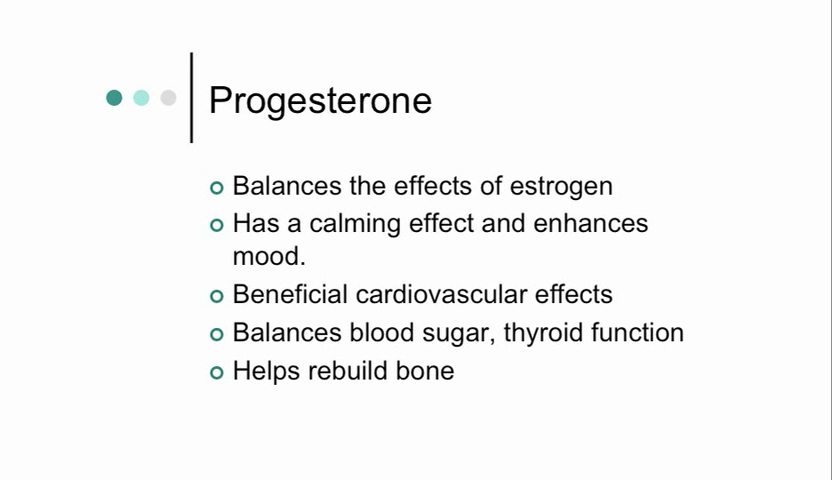 Progesterone
Balances the effects of estrogen
Has a calming effect and enhances
mood.
Beneficial cardiovascular effects
Balances blood sugar, thyroid function
Helps rebuild bone